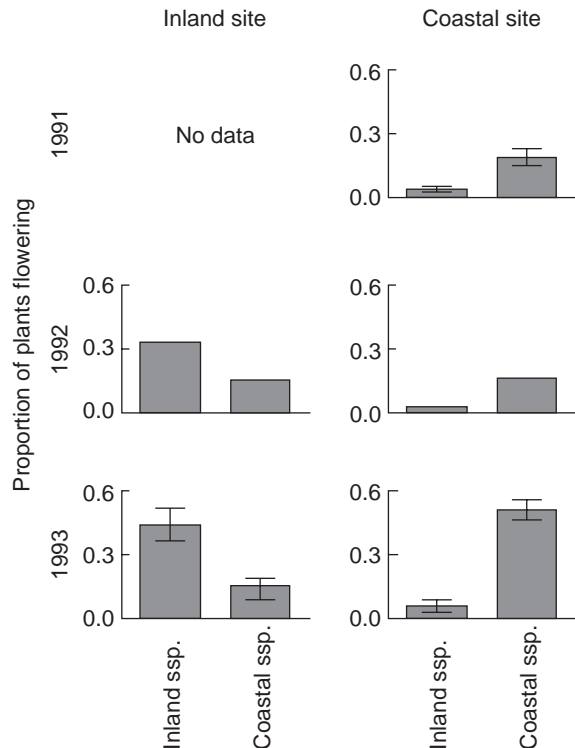 Inland site
Coastal site
Proportion of plants flowering
1991
No data
0.6
0.3
0.0
1992
0.6
0.3
0.0
0.6
0.3
0.0
1993
0.6
0.3
0.0
0.6
0.3
0.0
Inland ssp.
Coastal ssp.
Inland ssp.
Coastal ssp.